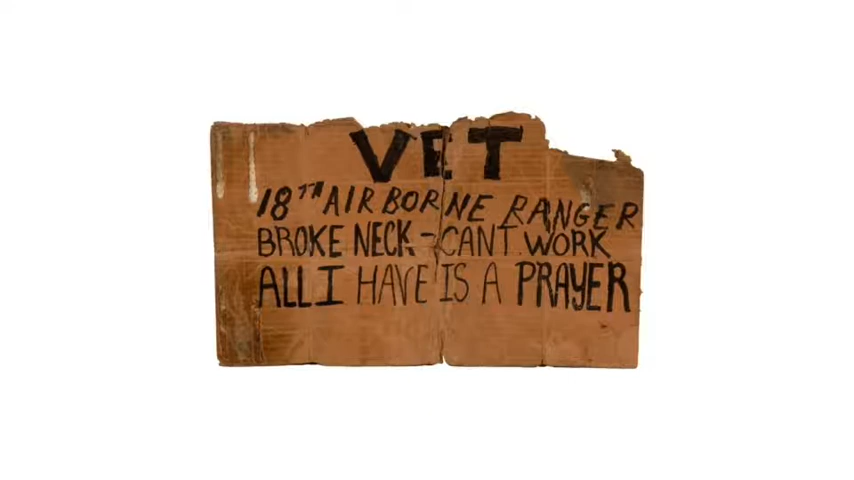 VET
18TH AIRBORNE RANGER
BROKE NECK - CANT WORK
ALL I HAVE IS A PRAYER